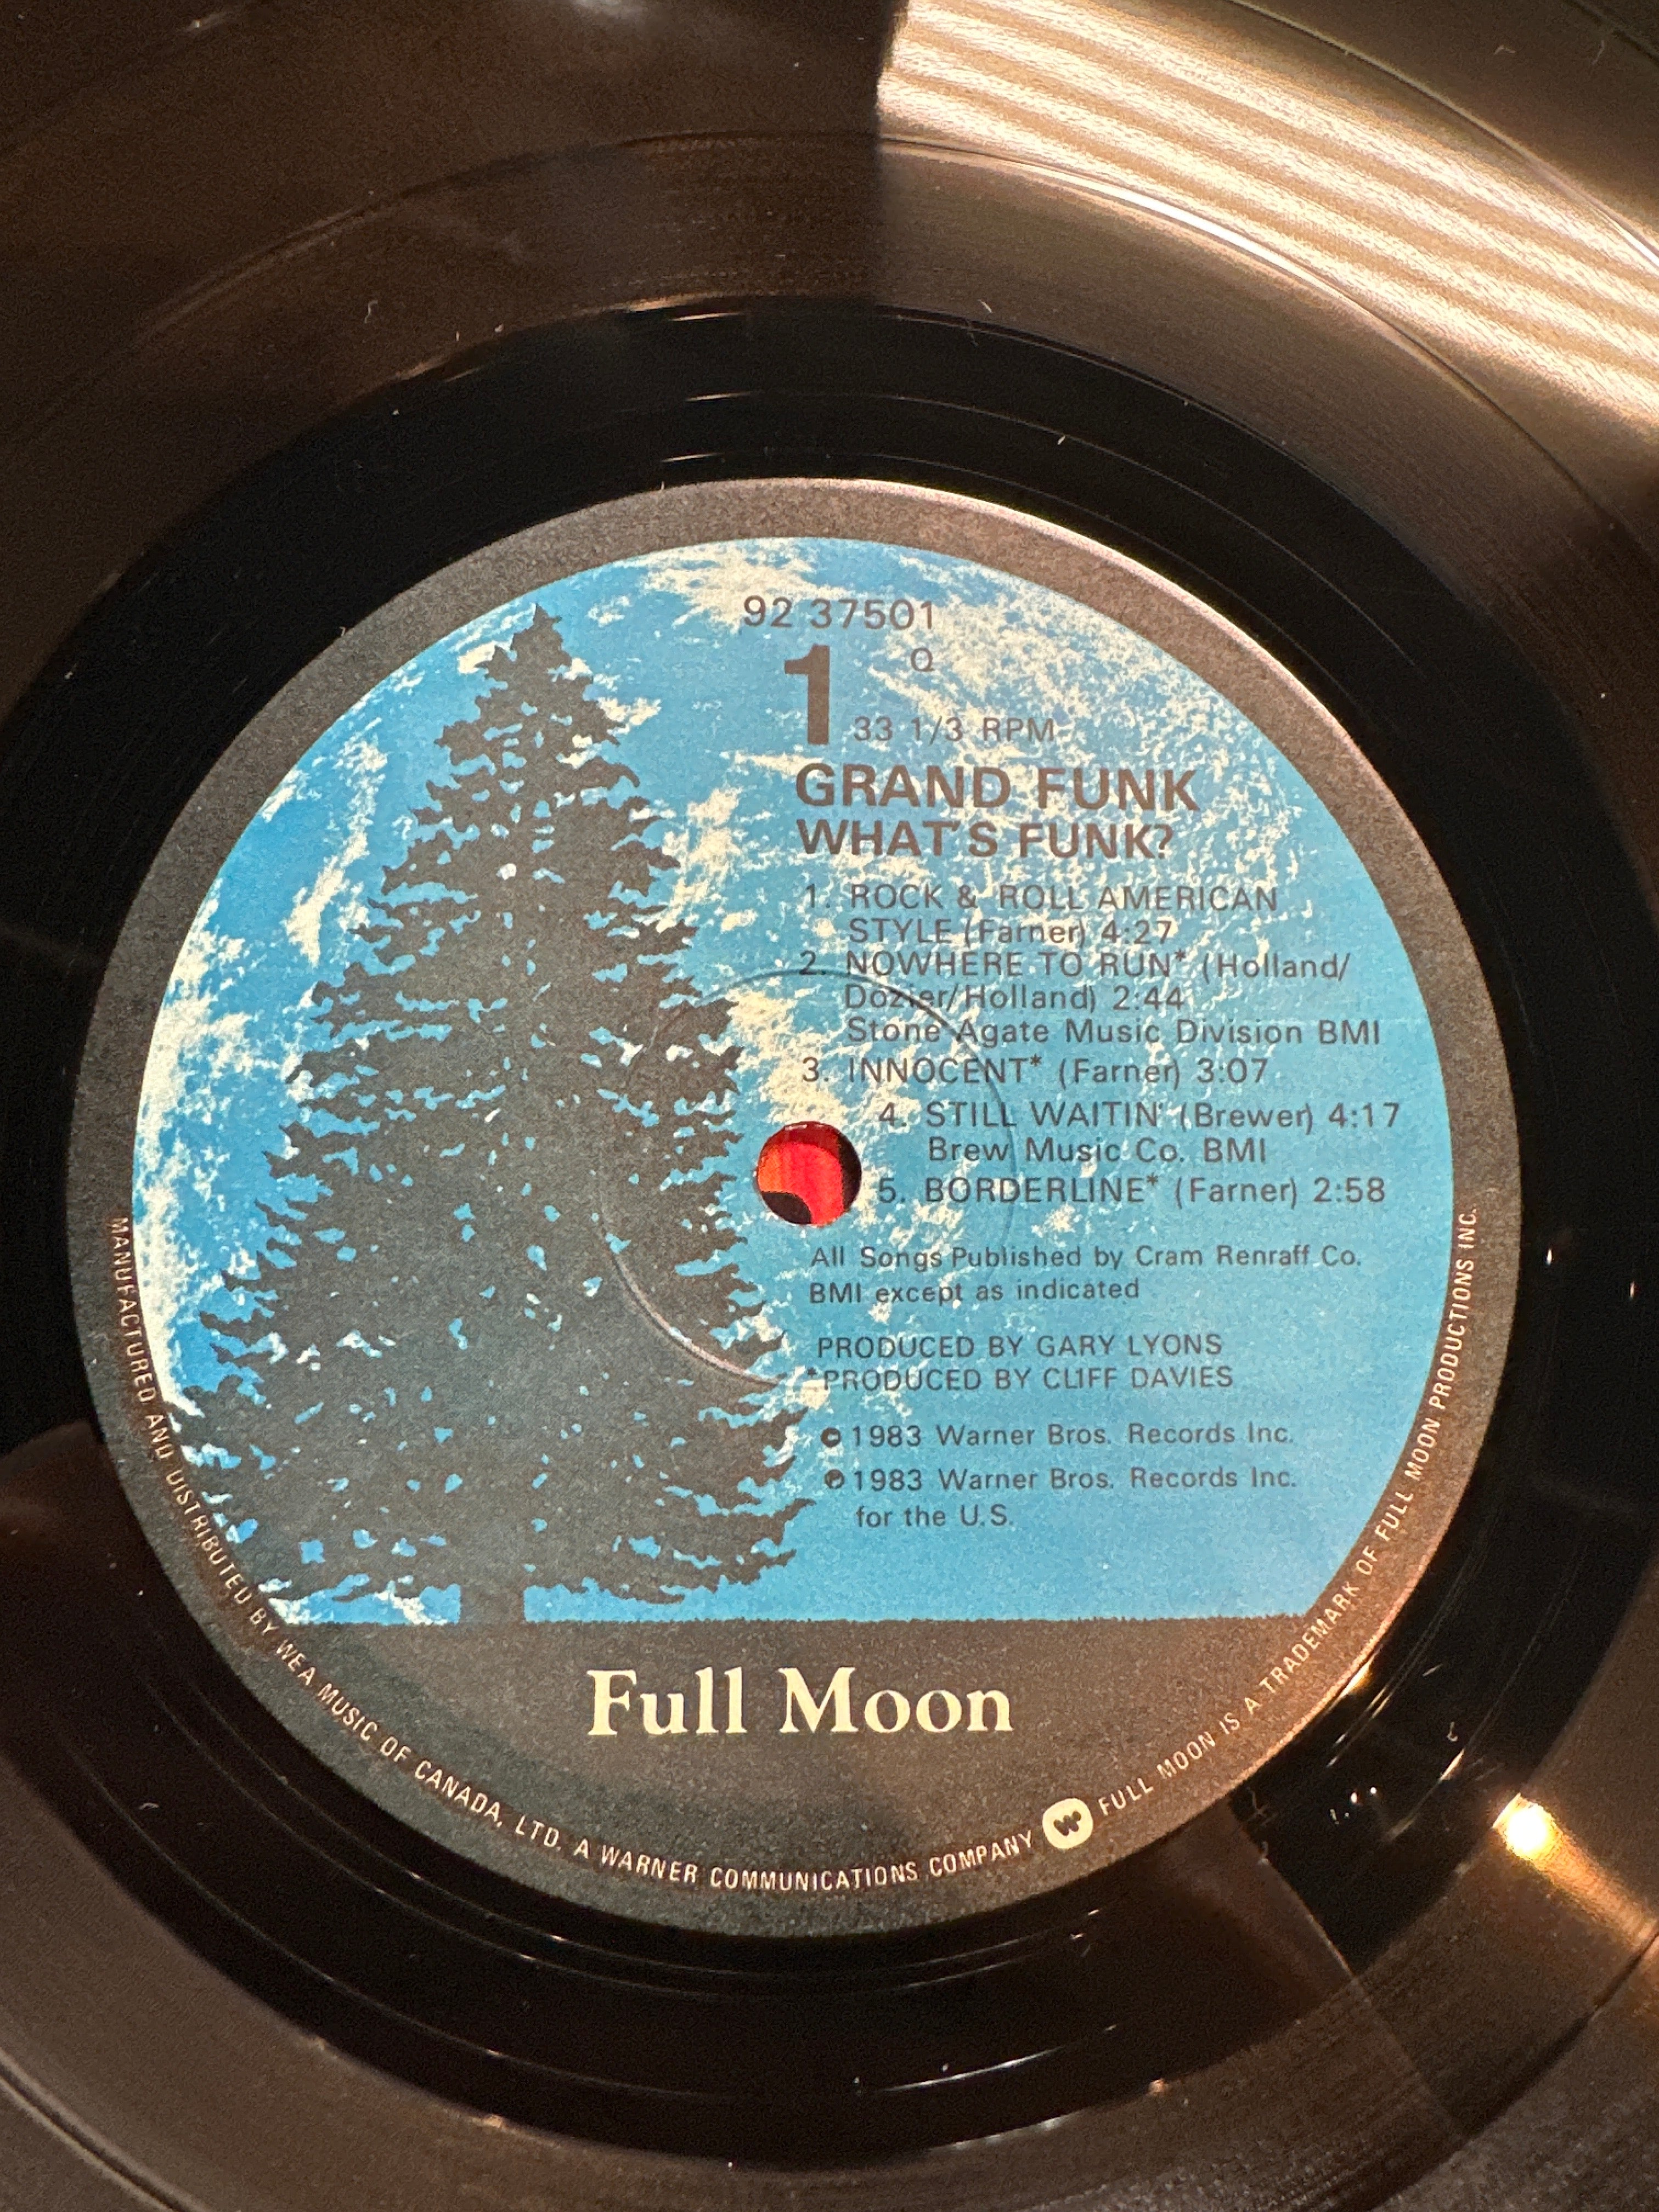 92 37501
1 Q
33 1/3 RPM
GRAND FUNK
WHAT'S FUNK?
1. ROCK & ROLL AMERICAN
STYLE (Farner) 4:27
2. NOWHERE TO RUN* (Holland/
Dozier/Holland) 2:44
Stone Agate Music Division BMI
3. INNOCENT* (Farner) 3:07
4. STILL WAITIN' (Brewer) 4:17
Brew Music Co. BMI
5. BORDERLINE* (Farner) 2:58
All Songs Published by Cram Renraff Co.
BMI except as indicated
PRODUCED BY GARY LYONS
*PRODUCED BY CLIFF DAVIES
© 1983 Warner Bros. Records Inc.
℗ 1983 Warner Bros. Records Inc.
for the U.S.
Full Moon
MANUFACTURED AND DISTRIBUTED BY WEA MUSIC OF CANADA, LTD. A WARNER COMMUNICATIONS COMPANY W FULL MOON IS A TRADEMARK OF FULL MOON PRODUCTIONS INC.